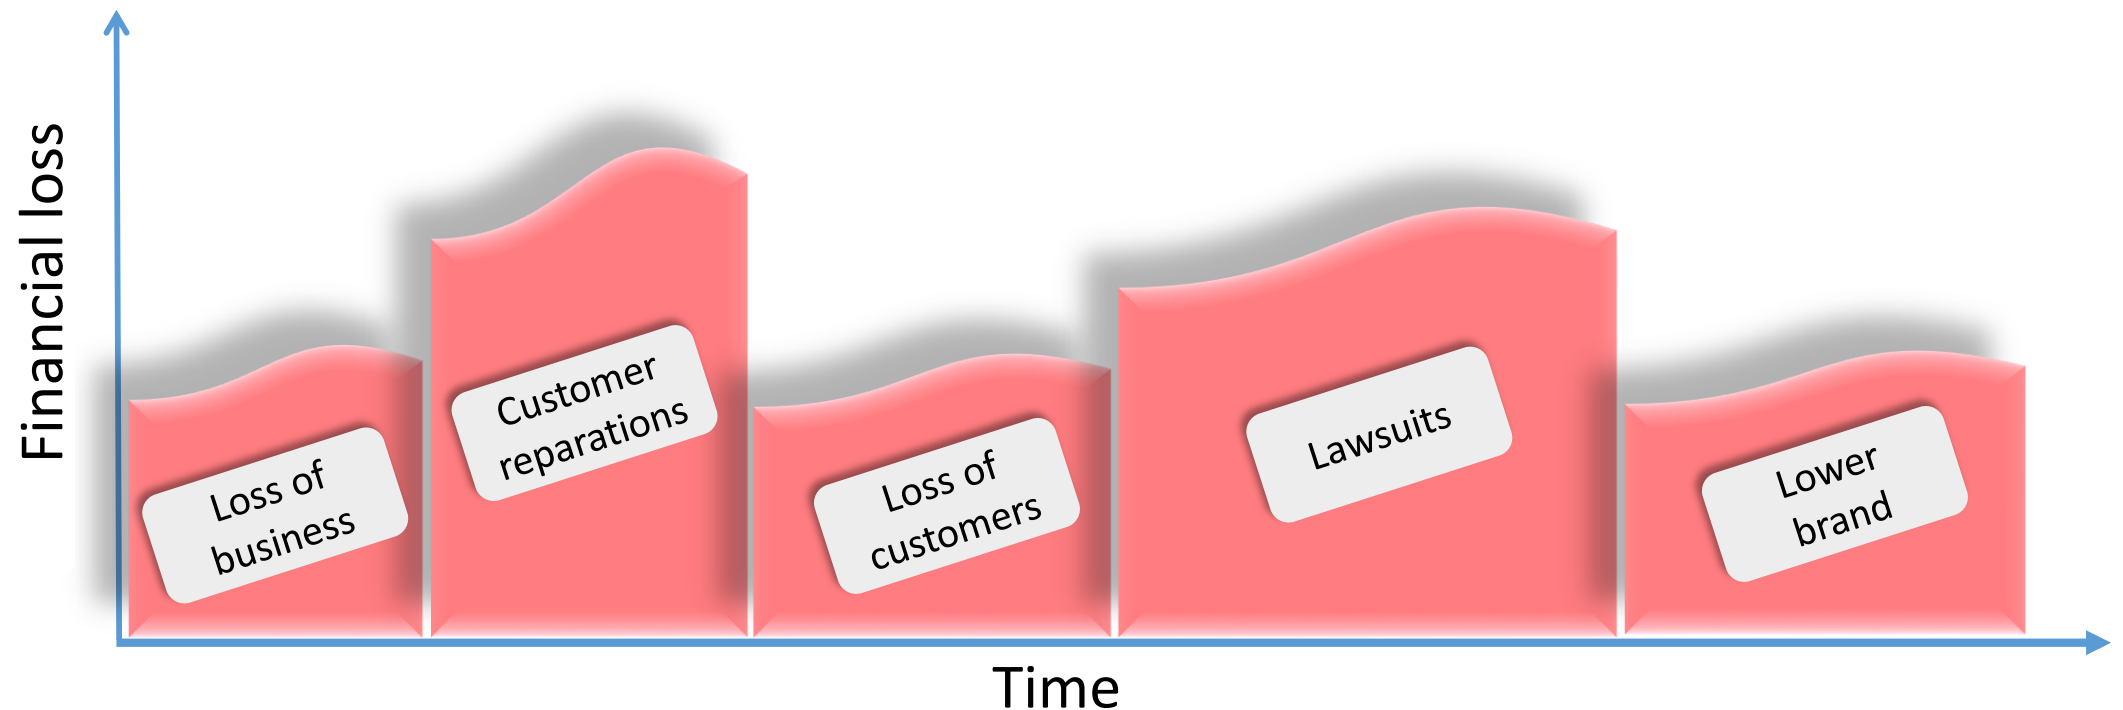 Financial loss
Loss of
business
Customer
reparations
Loss of
customers
Lawsuits
Lower
brand
Time